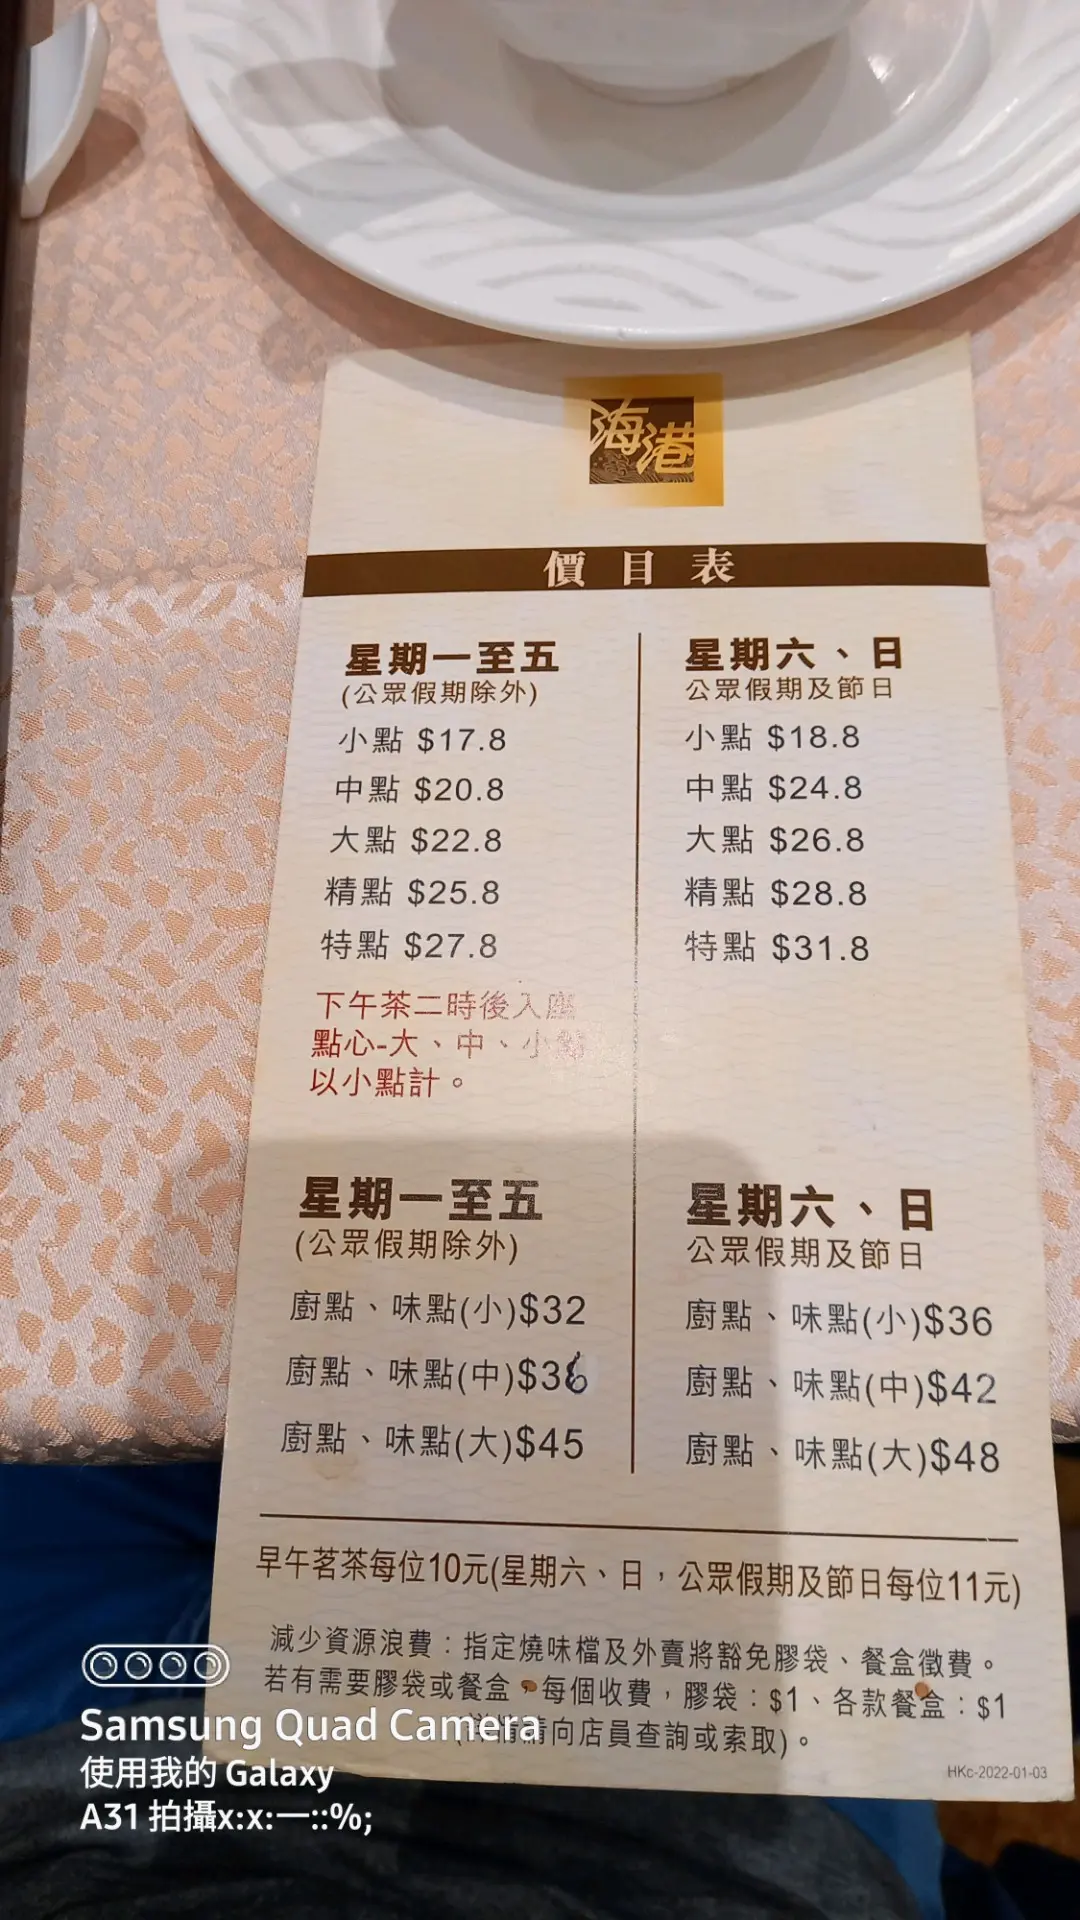 海港
價目表
星期一至五
(公眾假期除外)
小點 $17.8
中點 $20.8
大點 $22.8
精點 $25.8
特點 $27.8
下午茶二時後入座
點心-大、中、小點
以小點計。
星期六、日
公眾假期及節日
小點 $18.8
中點 $24.8
大點 $26.8
精點 $28.8
特點 $31.8
星期一至五
(公眾假期除外)
廚點、味點(小)$32
廚點、味點(中)$36
廚點、味點(大)$45
星期六、日
公眾假期及節日
廚點、味點(小)$36
廚點、味點(中)$42
廚點、味點(大)$48
早午茗茶每位10元(星期六、日，公眾假期及節日每位11元)
減少資源浪費：指定燒味檔及外賣將豁免膠袋、餐盒徵費。
若有需要膠袋或餐盒，每個收費，膠袋：$1、各款餐盒：$1
向店員查詢或索取)。
HKc-2022-01-03
Samsung Quad Camera
使用我的 Galaxy
A31 拍攝x:x:一::%;